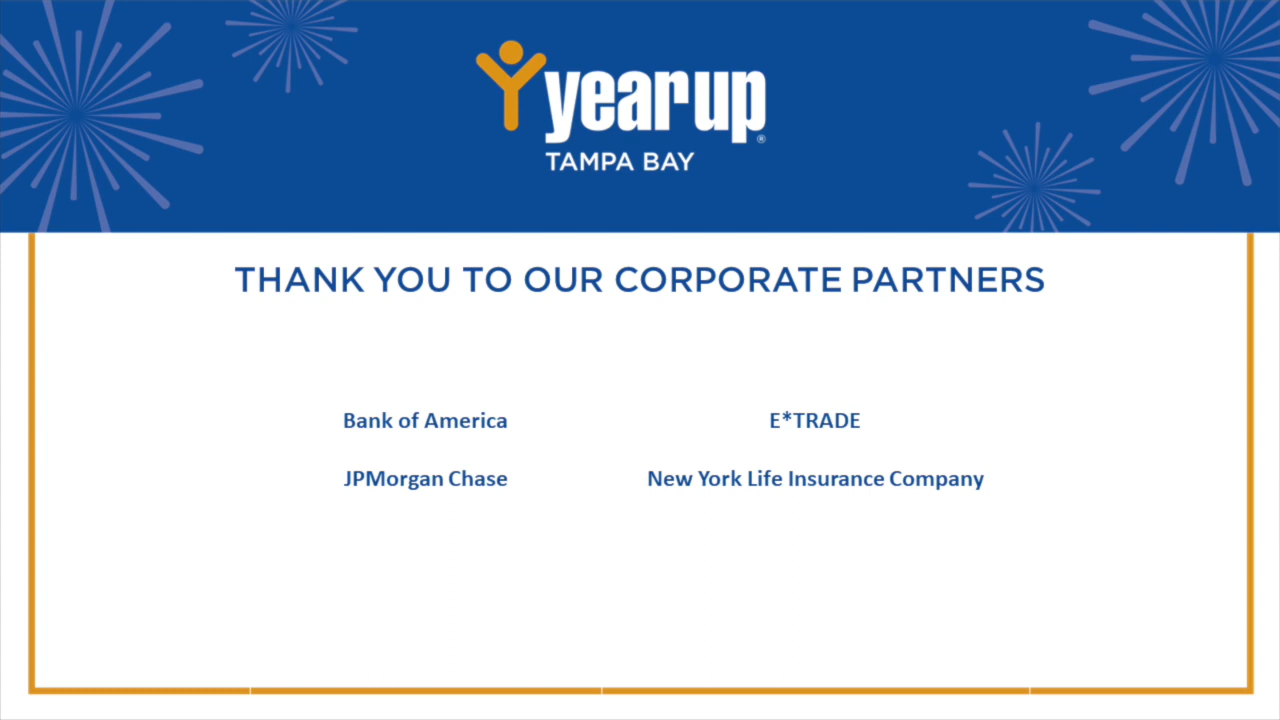 yearup®
TAMPA BAY
THANK YOU TO OUR CORPORATE PARTNERS
Bank of America
E*TRADE
JPMorgan Chase
New York Life Insurance Company